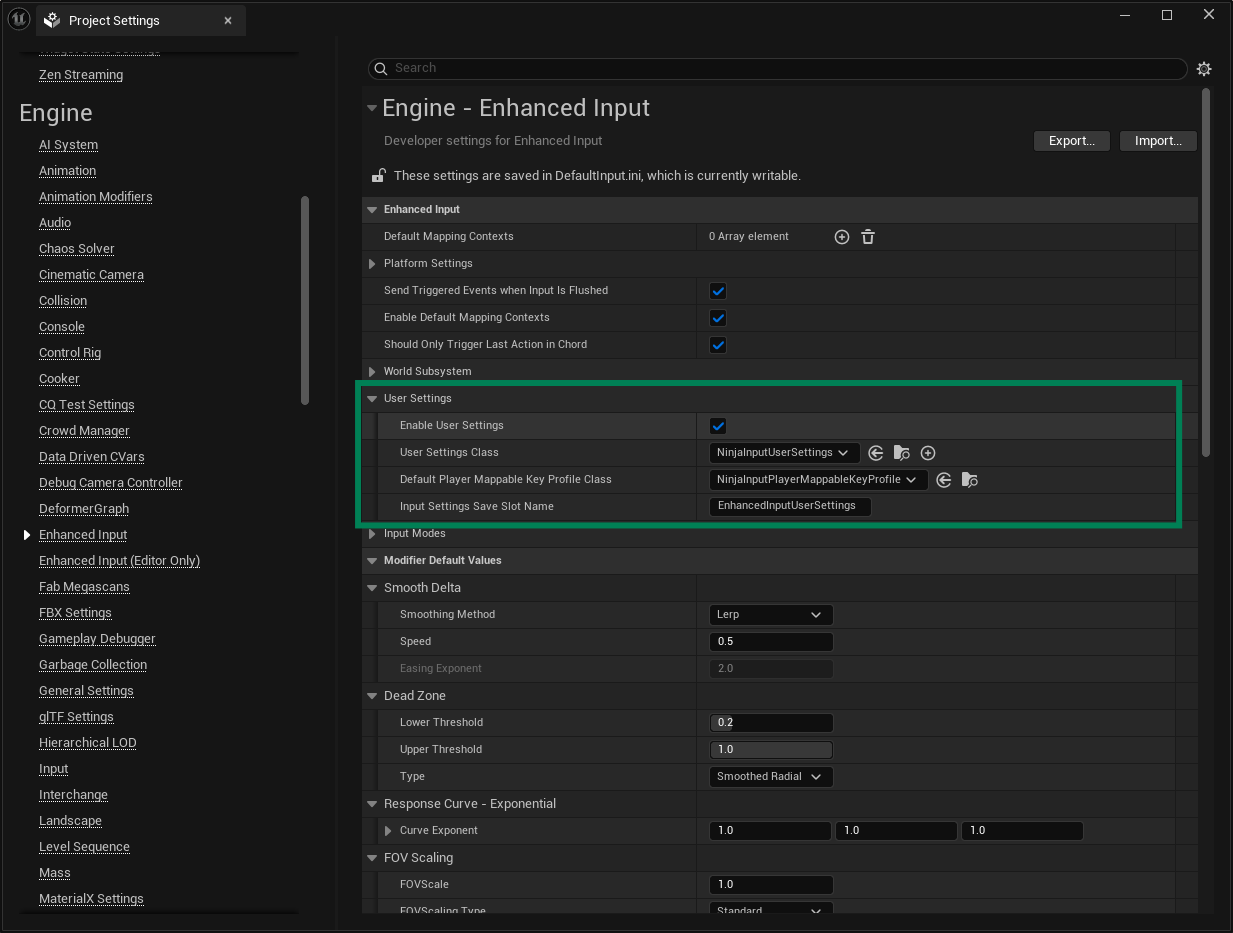 Project Settings
Widget State Settings
Zen Streaming
Engine
AI System
Animation
Animation Modifiers
Audio
Chaos Solver
Cinematic Camera
Collision
Console
Control Rig
Cooker
CQ Test Settings
Crowd Manager
Data Driven CVars
Debug Camera Controller
DeformerGraph
Enhanced Input
Enhanced Input (Editor Only)
Fab Megascans
FBX Settings
Gameplay Debugger
Garbage Collection
General Settings
glTF Settings
Hierarchical LOD
Input
Interchange
Landscape
Level Sequence
Mass
MaterialX Settings
Search
Engine - Enhanced Input
Developer settings for Enhanced Input
Export... Import...
These settings are saved in DefaultInput.ini, which is currently writable.
Enhanced Input
Default Mapping Contexts 0 Array element
Platform Settings
Send Triggered Events when Input Is Flushed
Enable Default Mapping Contexts
Should Only Trigger Last Action in Chord
World Subsystem
User Settings
Enable User Settings
User Settings Class NinjaInputUserSettings
Default Player Mappable Key Profile Class NinjaInputPlayerMappableKeyProfile
Input Settings Save Slot Name EnhancedInputUserSettings
Input Modes
Modifier Default Values
Smooth Delta
Smoothing Method Lerp
Speed 0.5
Easing Exponent 2.0
Dead Zone
Lower Threshold 0.2
Upper Threshold 1.0
Type Smoothed Radial
Response Curve - Exponential
Curve Exponent 1.0 1.0 1.0
FOV Scaling
FOVScale 1.0
FOVScaling Type Standard